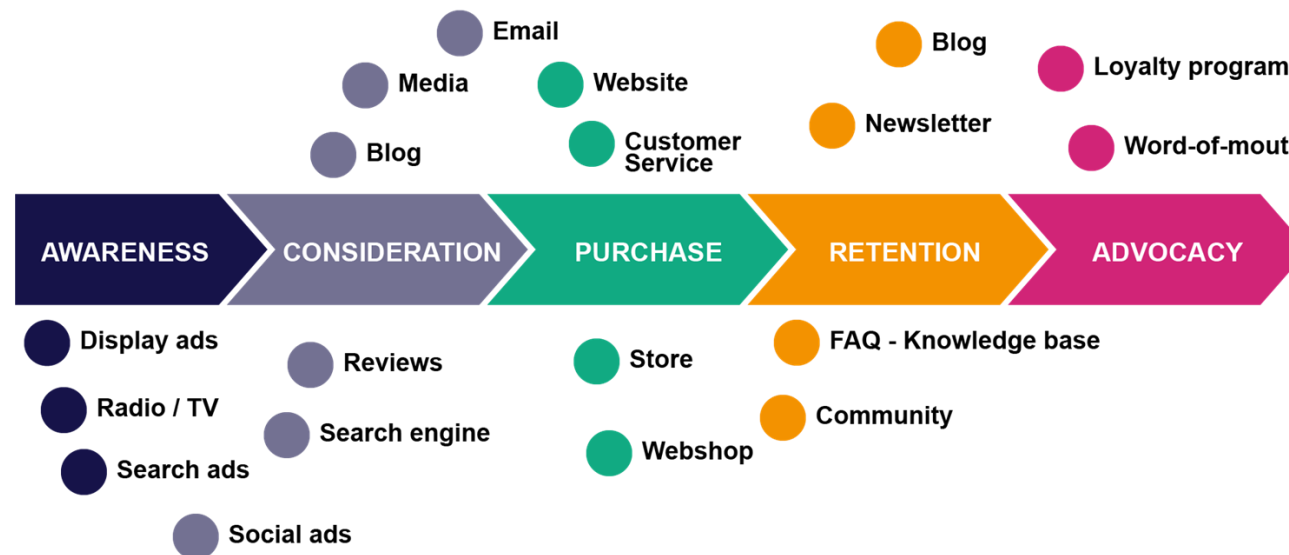 Email
Blog
Media
Website
Loyalty program
Newsletter
Customer
Service
Blog
Word-of-mout
AWARENESS
CONSIDERATION
PURCHASE
RETENTION
ADVOCACY
Display ads
Reviews
Store
FAQ - Knowledge base
Radio / TV
Search engine
Community
Search ads
Webshop
Social ads